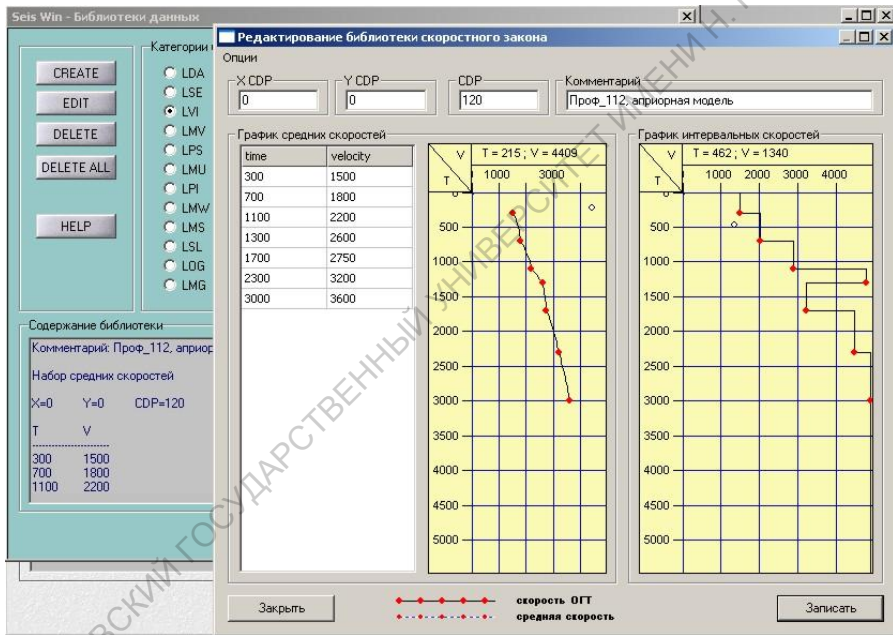 Seis Win - Библиотеки данных
Категории
CREATE
EDIT
DELETE
DELETE ALL
HELP
LDA
LSE
LVI
LMV
LPS
LMU
LPI
LMW
LMS
LSL
LOG
LMG
Содержание библиотеки
Комментарий: Проф_112, априор
Набор средних скоростей
X=0 Y=0 CDP=120
T V
300 1500
700 1800
1100 2200
Редактирование библиотеки скоростного закона
Опции
X CDP Y CDP CDP Комментарий
0 0 120 Проф_112, априорная модель
График средних скоростей
time velocity
300 1500
700 1800
1100 2200
1300 2600
1700 2750
2300 3200
3000 3600
V T = 215 ; V = 4409
T 1000 3000
0
500
1000
1500
2000
2500
3000
3500
4000
4500
5000
График интервальных скоростей
V T = 462 ; V = 1340
T 1000 2000 3000 4000
0
500
1000
1500
2000
2500
3000
3500
4000
4500
5000
Закрыть
скорость ОГТ
средняя скорость
Записать
ВСКИЙ ГОСУДАРСТВЕННЫЙ УНИВЕРСИТЕТ ИМЕНИ Н. Г